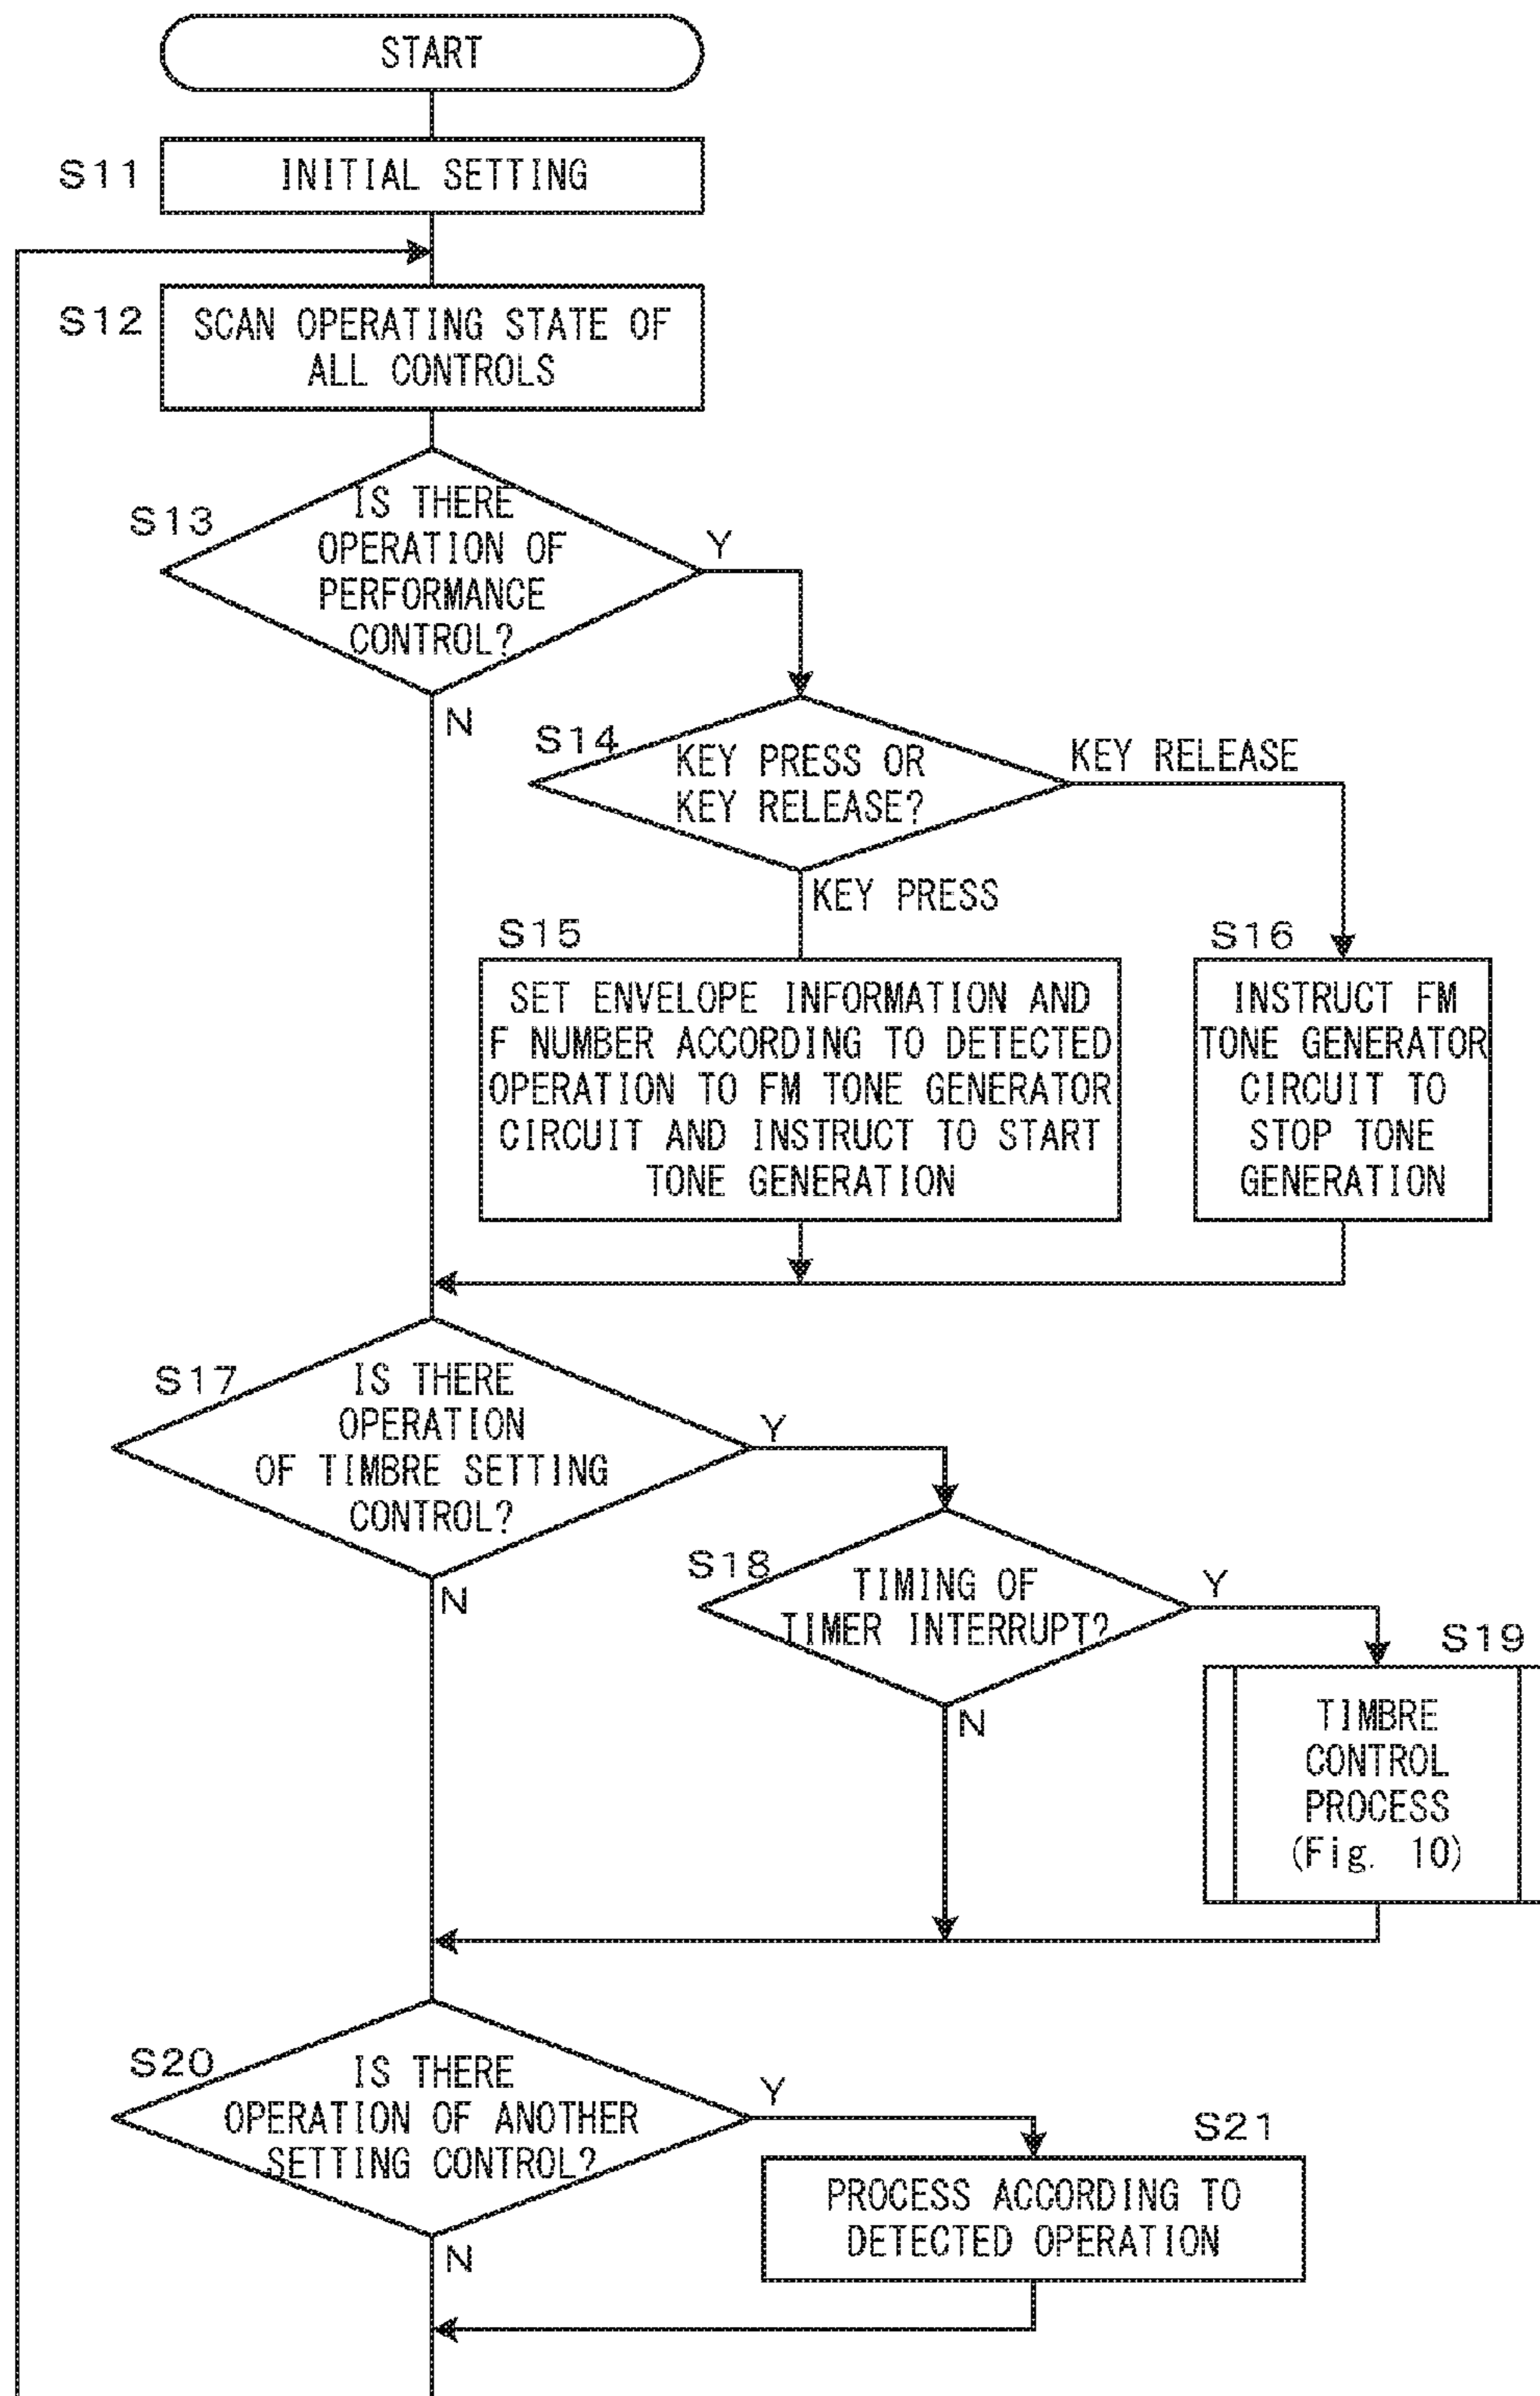 START
S11
INITIAL SETTING
S12
SCAN OPERATING STATE OF
ALL CONTROLS
S13
IS THERE
OPERATION OF
PERFORMANCE
CONTROL?
Y
N
S14
KEY PRESS OR
KEY RELEASE?
KEY RELEASE
KEY PRESS
S15
SET ENVELOPE INFORMATION AND
F NUMBER ACCORDING TO DETECTED
OPERATION TO FM TONE GENERATOR
CIRCUIT AND INSTRUCT TO START
TONE GENERATION
S16
INSTRUCT FM
TONE GENERATOR
CIRCUIT TO
STOP TONE
GENERATION
S17
IS THERE
OPERATION
OF TIMBRE SETTING
CONTROL?
Y
N
S18
TIMING OF
TIMER INTERRUPT?
Y
N
S19
TIMBRE
CONTROL
PROCESS
(Fig. 10)
S20
IS THERE
OPERATION OF ANOTHER
SETTING CONTROL?
Y
N
S21
PROCESS ACCORDING TO
DETECTED OPERATION